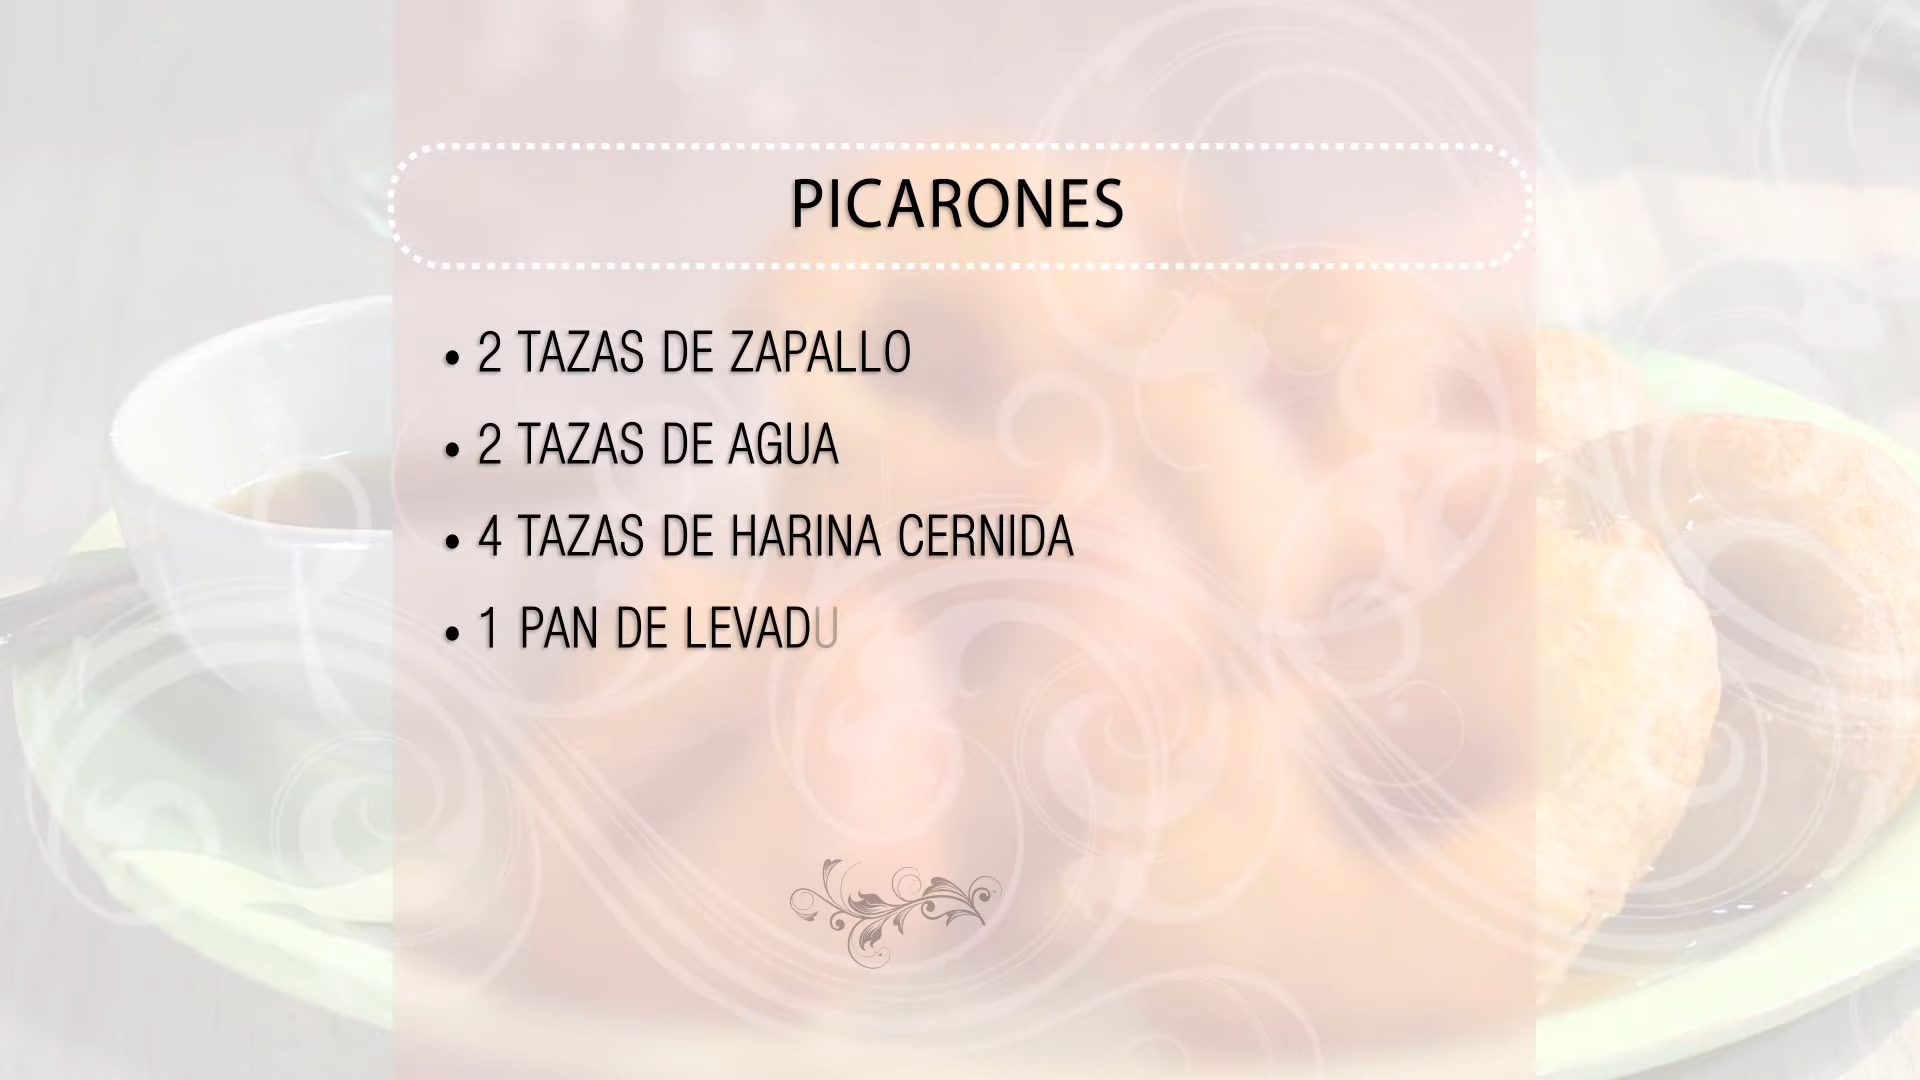 PICARONES
• 2 TAZAS DE ZAPALLO
• 2 TAZAS DE AGUA
• 4 TAZAS DE HARINA CERNIDA
• 1 PAN DE LEVADU